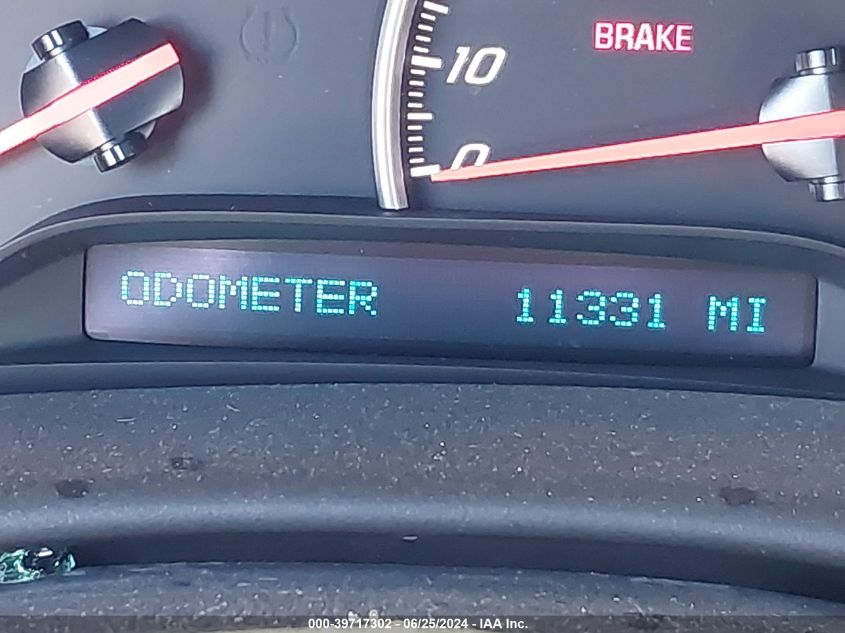 BRAKE
10
0
ODOMETER 11331 MI
000-39717302 - 06/25/2024 - IAA Inc.